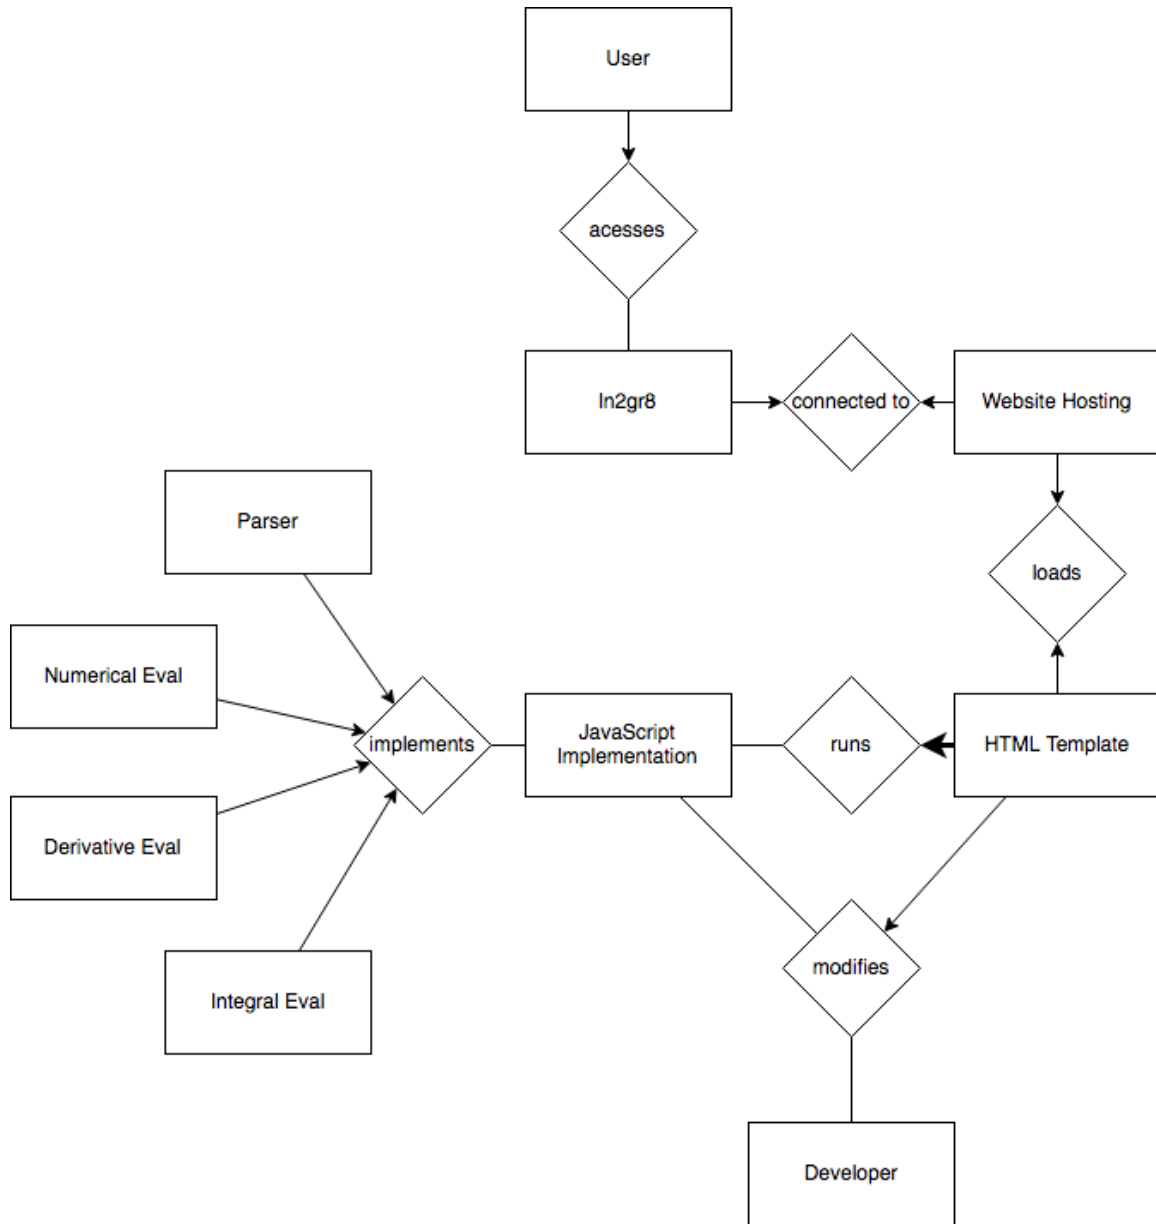 User
acesses
In2gr8
connected to
Website Hosting
Parser
loads
Numerical Eval
implements
JavaScript
Implementation
runs
HTML Template
Derivative Eval
modifies
Integral Eval
Developer